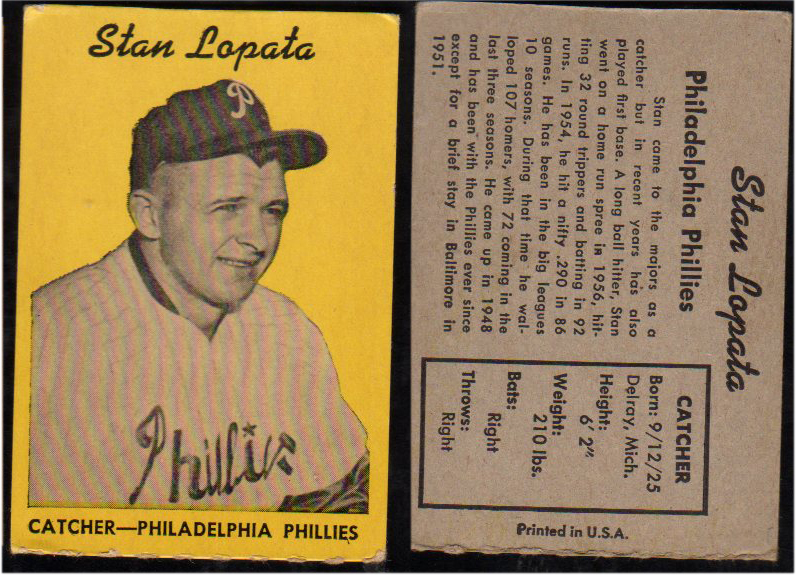 Stan Lopata
P
Phillies
CATCHER—PHILADELPHIA PHILLIES
Stan Lopata
Philadelphia Phillies
Stan came to the majors as a
catcher but in recent years has also
played first base. A long ball hitter, Stan
went on a home run spree in 1956, hit-
ting 32 round trippers and batting in 92
runs. In 1954, he hit a nifty .290 in 86
games. He has been in the big leagues
10 seasons. During that time he wal-
loped 107 homers, with 72 coming in the
last three seasons. He came up in 1948
and has been with the Phillies ever since
except for a brief stay in Baltimore in
1951.
CATCHER
Born: 9/12/25
Delray, Mich.
Height:
6' 2"
Weight:
210 lbs.
Bats:
Right
Throws:
Right
Printed in U.S.A.